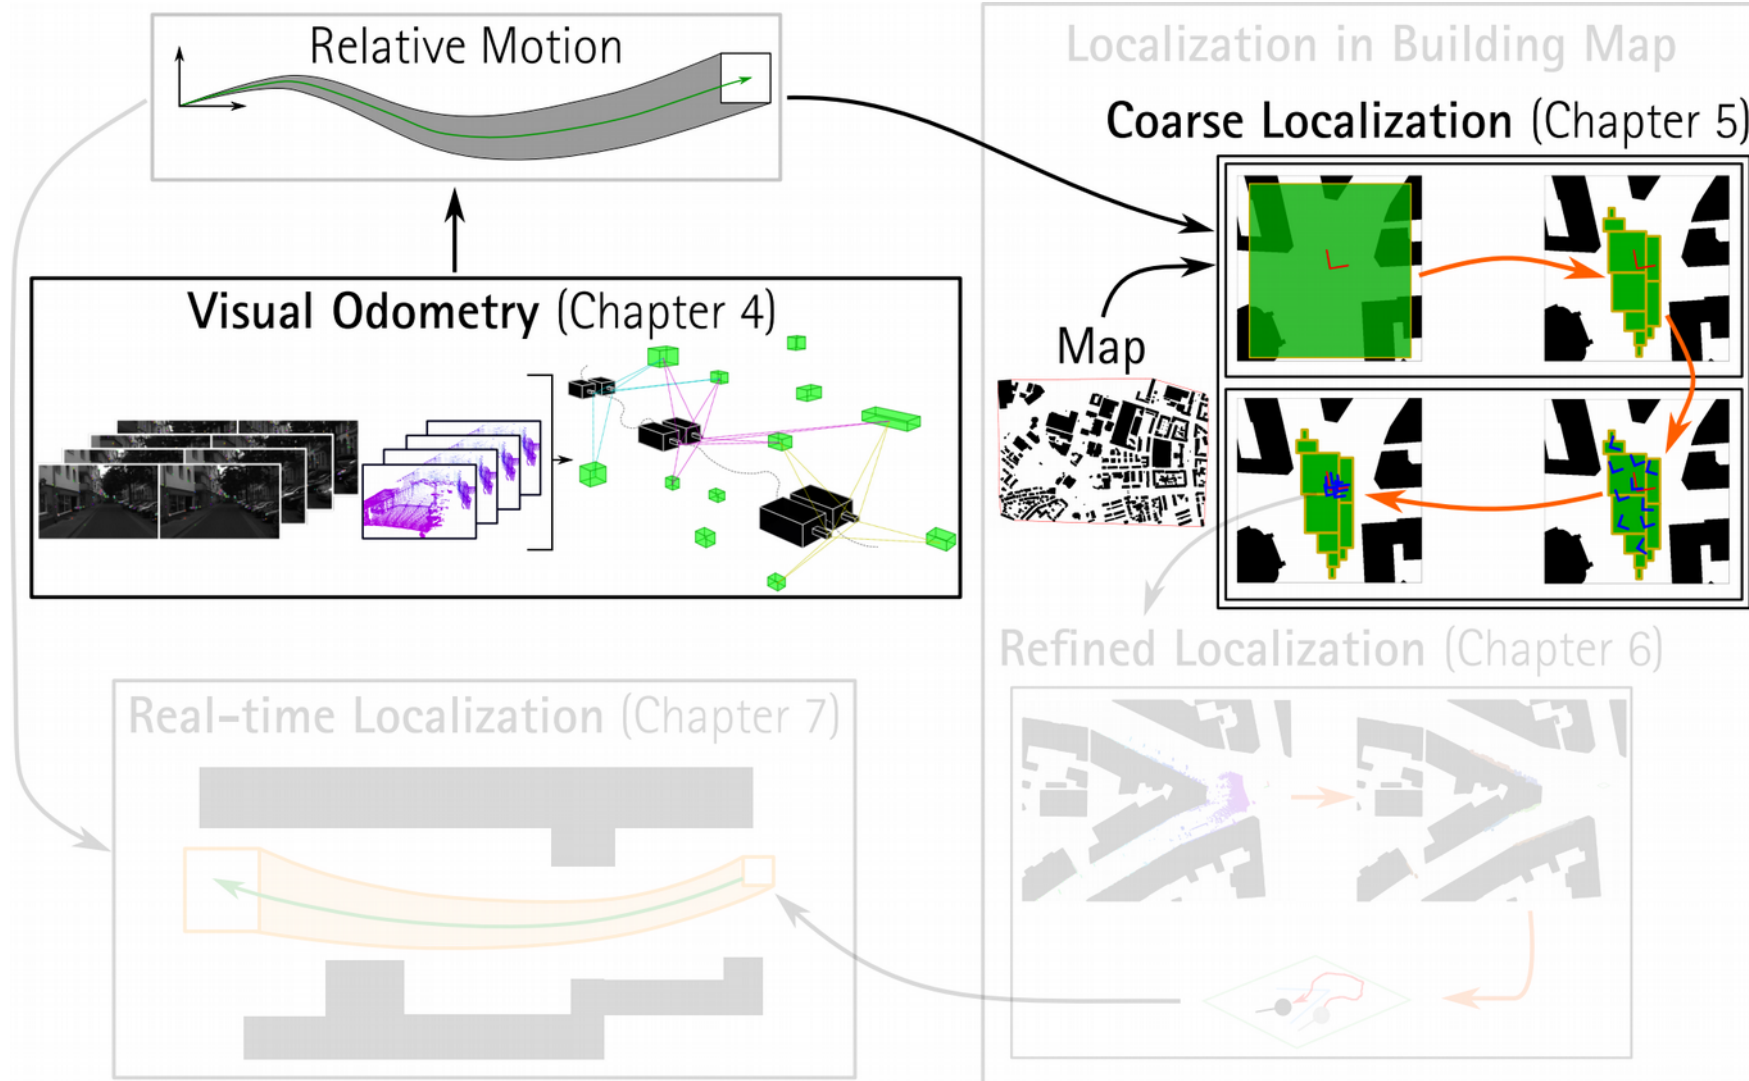 Relative Motion
Localization in Building Map
Coarse Localization (Chapter 5)
Visual Odometry (Chapter 4)
Map
Refined Localization (Chapter 6)
Real-time Localization (Chapter 7)